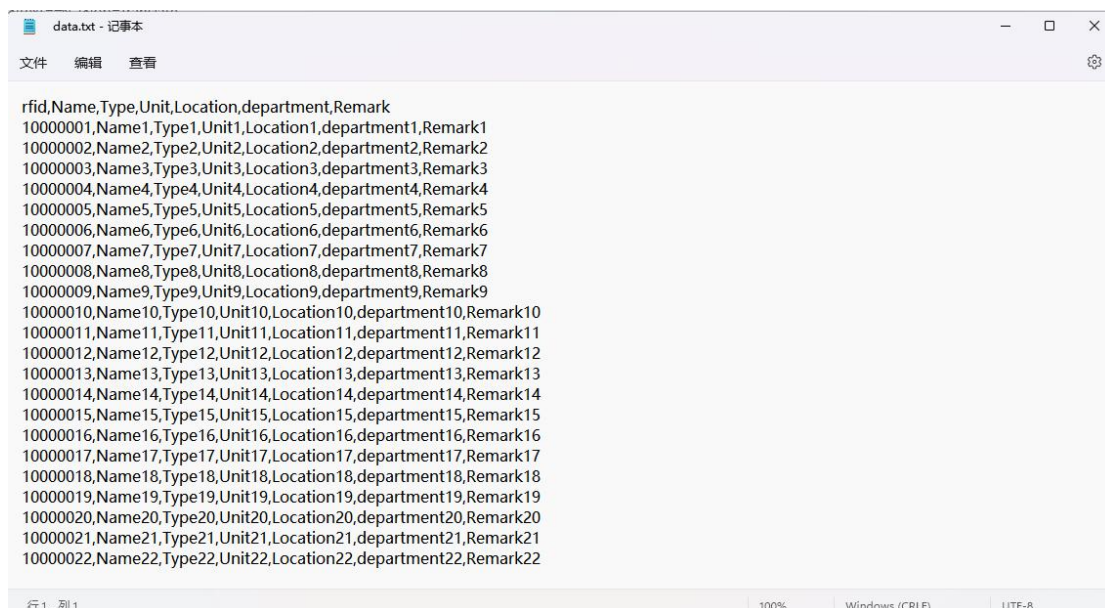 data.txt - 记事本
文件 编辑 查看
rfid,Name,Type,Unit,Location,department,Remark
10000001,Name1,Type1,Unit1,Location1,department1,Remark1
10000002,Name2,Type2,Unit2,Location2,department2,Remark2
10000003,Name3,Type3,Unit3,Location3,department3,Remark3
10000004,Name4,Type4,Unit4,Location4,department4,Remark4
10000005,Name5,Type5,Unit5,Location5,department5,Remark5
10000006,Name6,Type6,Unit6,Location6,department6,Remark6
10000007,Name7,Type7,Unit7,Location7,department7,Remark7
10000008,Name8,Type8,Unit8,Location8,department8,Remark8
10000009,Name9,Type9,Unit9,Location9,department9,Remark9
10000010,Name10,Type10,Unit10,Location10,department10,Remark10
10000011,Name11,Type11,Unit11,Location11,department11,Remark11
10000012,Name12,Type12,Unit12,Location12,department12,Remark12
10000013,Name13,Type13,Unit13,Location13,department13,Remark13
10000014,Name14,Type14,Unit14,Location14,department14,Remark14
10000015,Name15,Type15,Unit15,Location15,department15,Remark15
10000016,Name16,Type16,Unit16,Location16,department16,Remark16
10000017,Name17,Type17,Unit17,Location17,department17,Remark17
10000018,Name18,Type18,Unit18,Location18,department18,Remark18
10000019,Name19,Type19,Unit19,Location19,department19,Remark19
10000020,Name20,Type20,Unit20,Location20,department20,Remark20
10000021,Name21,Type21,Unit21,Location21,department21,Remark21
10000022,Name22,Type22,Unit22,Location22,department22,Remark22
行 1, 列 1 100% Windows (CRLF) UTF-8